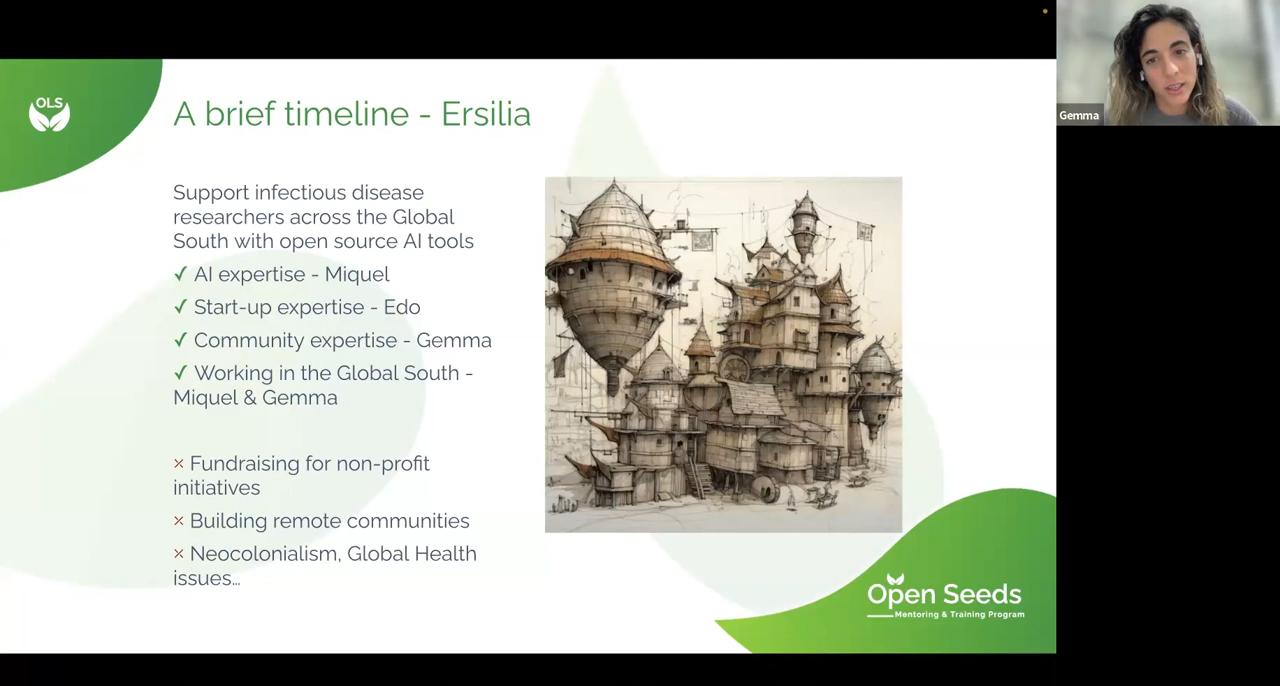 OLS
A brief timeline - Ersilia
Support infectious disease
researchers across the Global
South with open source AI tools
✓ AI expertise - Miquel
✓ Start-up expertise - Edo
✓ Community expertise - Gemma
✓ Working in the Global South -
Miquel & Gemma
× Fundraising for non-profit
initiatives
× Building remote communities
× Neocolonialism, Global Health
issues...
Open Seeds
Mentoring & Training Program
Gemma